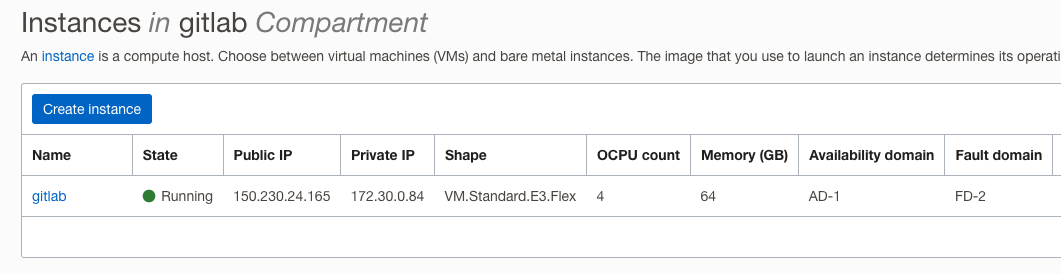 Instances in gitlab Compartment
An instance is a compute host. Choose between virtual machines (VMs) and bare metal instances. The image that you use to launch an instance determines its operati
Create instance
Name State Public IP Private IP Shape OCPU count Memory (GB) Availability domain Fault domain
gitlab Running 150.230.24.165 172.30.0.84 VM.Standard.E3.Flex 4 64 AD-1 FD-2